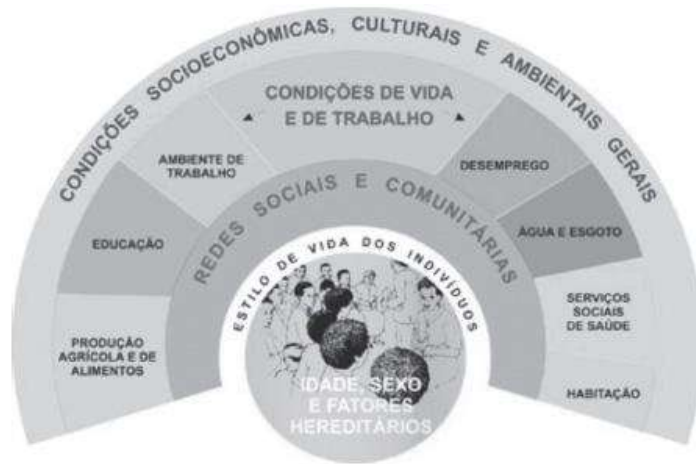 CONDIÇÕES SOCIOECONÔMICAS, CULTURAIS E AMBIENTAIS GERAIS
CONDIÇÕES DE VIDA
E DE TRABALHO
AMBIENTE DE
TRABALHO
DESEMPREGO
REDES SOCIAIS E COMUNITÁRIAS
EDUCAÇÃO
ÁGUA E ESGOTO
ESTILO DE VIDA DOS INDIVÍDUOS
PRODUÇÃO
AGRÍCOLA E DE
ALIMENTOS
SERVIÇOS
SOCIAIS
DE SAÚDE
HABITAÇÃO
IDADE, SEXO
E FATORES
HEREDITÁRIOS